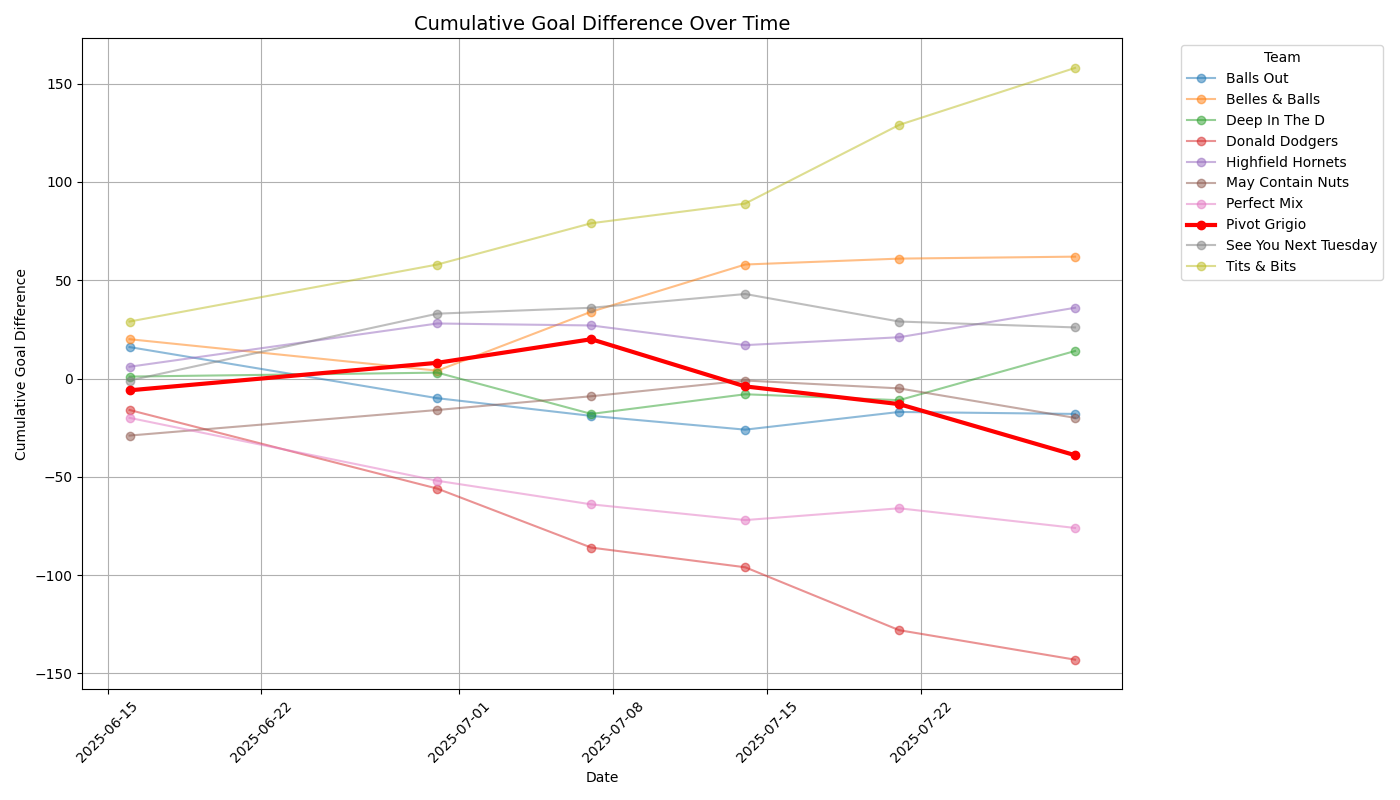 Cumulative Goal Difference Over Time
Cumulative Goal Difference
150
100
50
0
−50
−100
−150
2025-06-15
2025-06-22
2025-07-01
2025-07-08
2025-07-15
2025-07-22
Date
Team
Balls Out
Belles & Balls
Deep In The D
Donald Dodgers
Highfield Hornets
May Contain Nuts
Perfect Mix
Pivot Grigio
See You Next Tuesday
Tits & Bits